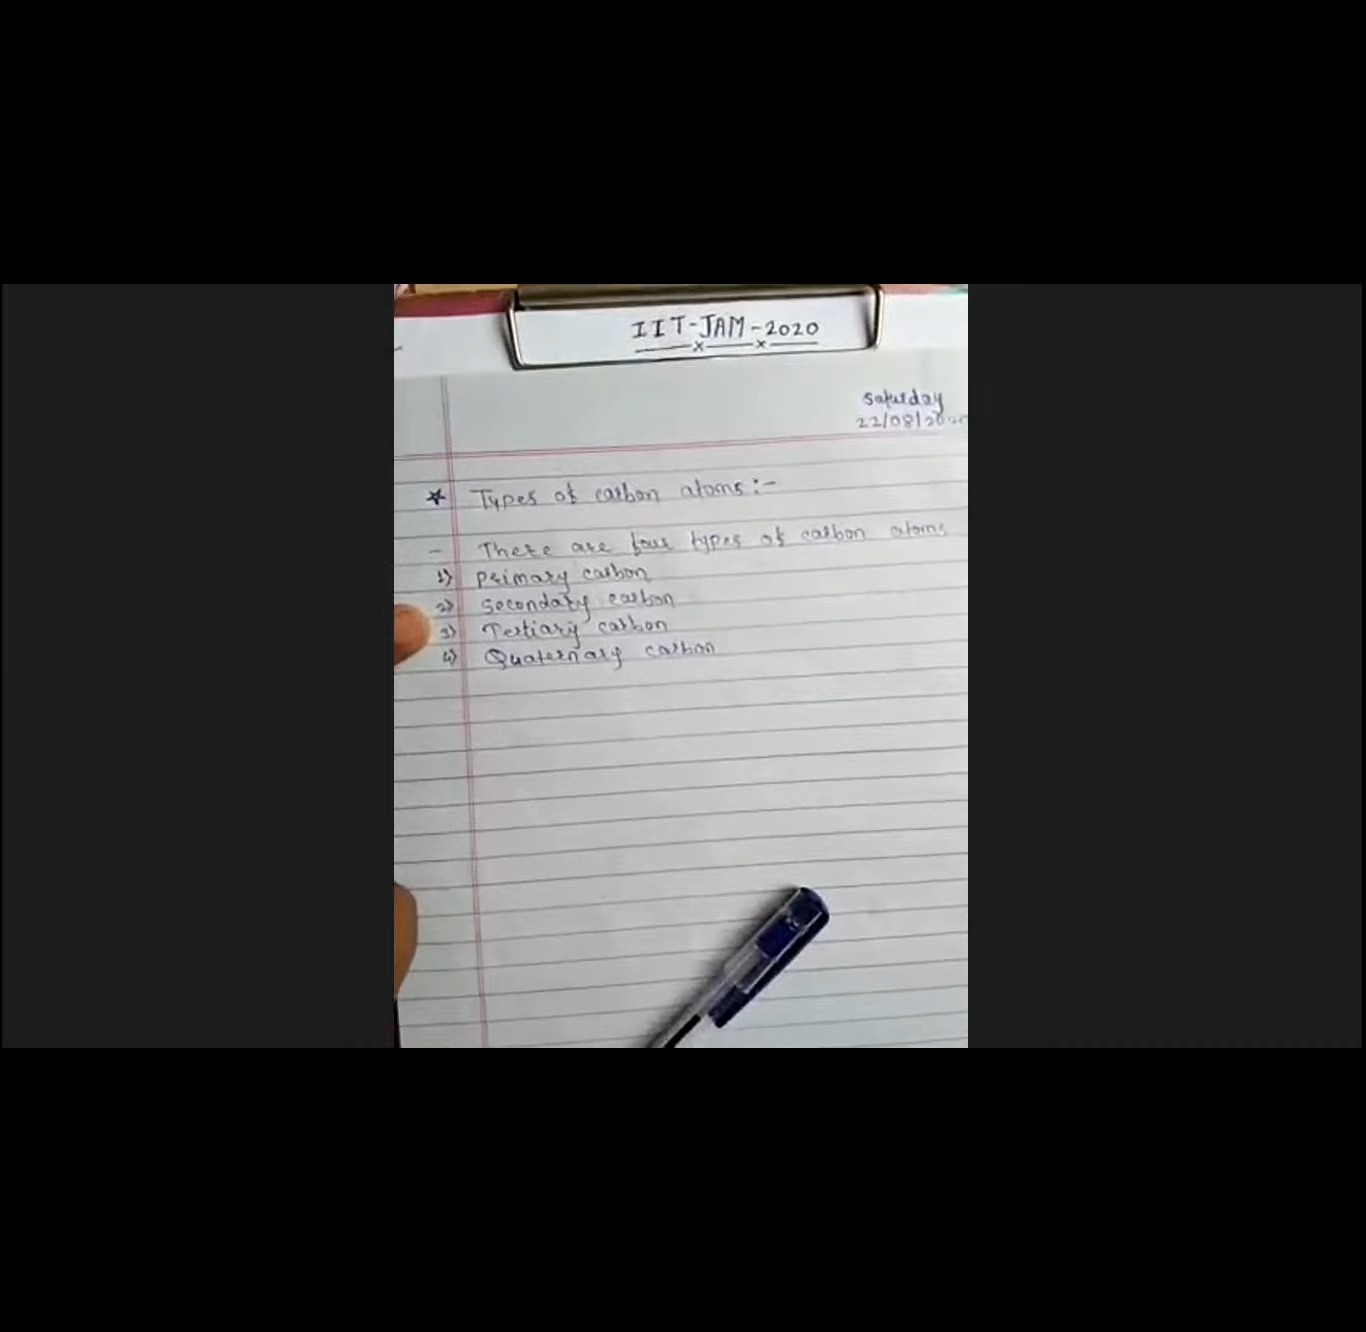 IIT-JAM-2020
Saturday
22/08/2020
☆ Types of carbon atoms:-
- There are four types of carbon atoms
1) Primary carbon
2) Secondary carbon
3) Tertiary carbon
4) Quaternary carbon